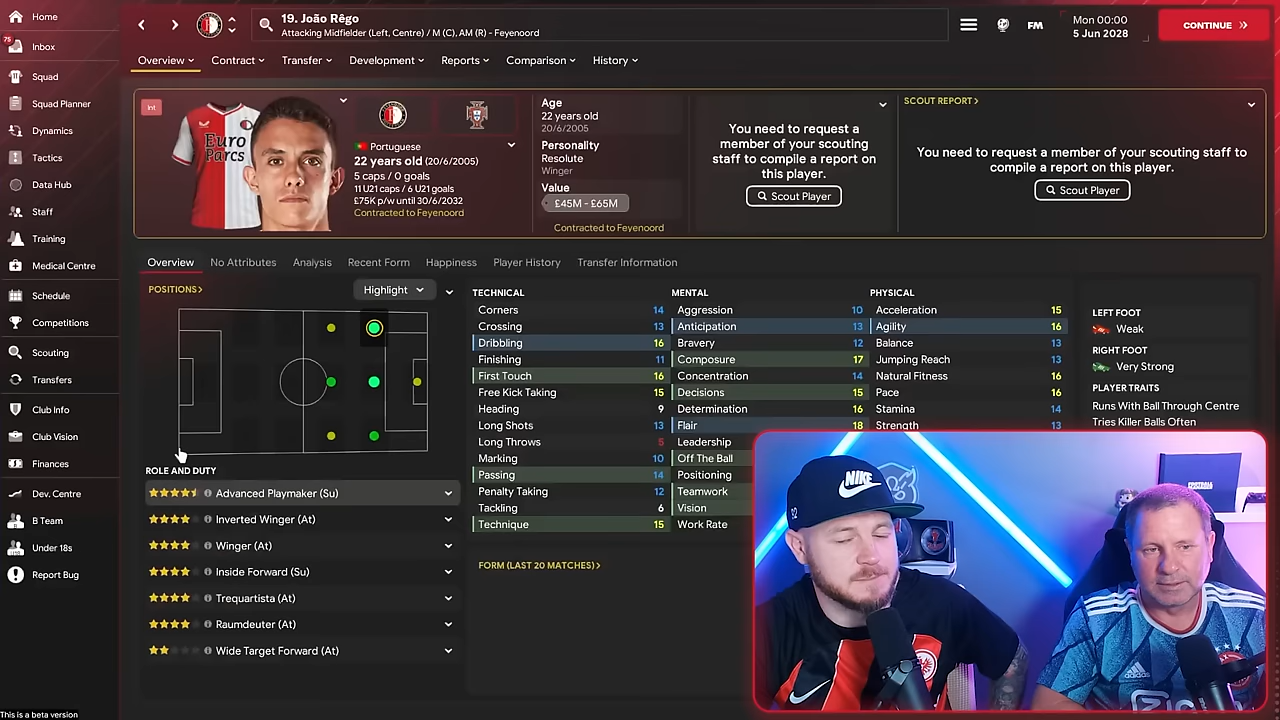 Home
75
Inbox
Squad
Squad Planner
Dynamics
Tactics
Data Hub
Staff
Training
Medical Centre
Schedule
Competitions
Scouting
Transfers
Club Info
Club Vision
Finances
Dev. Centre
B Team
Under 18s
Report Bug
This is a beta version
19. João Rêgo
Attacking Midfielder (Left, Centre) / M (C), AM (R) - Feyenoord
FM
Mon 00:00
5 Jun 2028
CONTINUE
Overview
Contract
Transfer
Development
Reports
Comparison
History
Int
Euro
Parcs
Portuguese
22 years old (20/6/2005)
5 caps / 0 goals
11 U21 caps / 6 U21 goals
£75K p/w until 30/6/2032
Contracted to Feyenoord
Age
22 years old
20/6/2005
Personality
Resolute
Winger
Value
£45M - £65M
Contracted to Feyenoord
You need to request a
member of your scouting
staff to compile a report on
this player.
Scout Player
SCOUT REPORT
You need to request a member of your scouting staff to
compile a report on this player.
Scout Player
Overview
No Attributes
Analysis
Recent Form
Happiness
Player History
Transfer Information
POSITIONS
Highlight
ROLE AND DUTY
Advanced Playmaker (Su)
Inverted Winger (At)
Winger (At)
Inside Forward (Su)
Trequartista (At)
Raumdeuter (At)
Wide Target Forward (At)
TECHNICAL
Corners 14
Crossing 13
Dribbling 16
Finishing 11
First Touch 16
Free Kick Taking 15
Heading 9
Long Shots 13
Long Throws 5
Marking 10
Passing 14
Penalty Taking 12
Tackling 6
Technique 15
MENTAL
Aggression 10
Anticipation 13
Bravery 12
Composure 17
Concentration 14
Decisions 15
Determination 16
Flair 18
Leadership
Off The Ball
Positioning
Teamwork
Vision
Work Rate
PHYSICAL
Acceleration 15
Agility 16
Balance 13
Jumping Reach 13
Natural Fitness 16
Pace 16
Stamina 14
Strength 13
LEFT FOOT
Weak
RIGHT FOOT
Very Strong
PLAYER TRAITS
Runs With Ball Through Centre
Tries Killer Balls Often
FORM (LAST 20 MATCHES)
NIKE